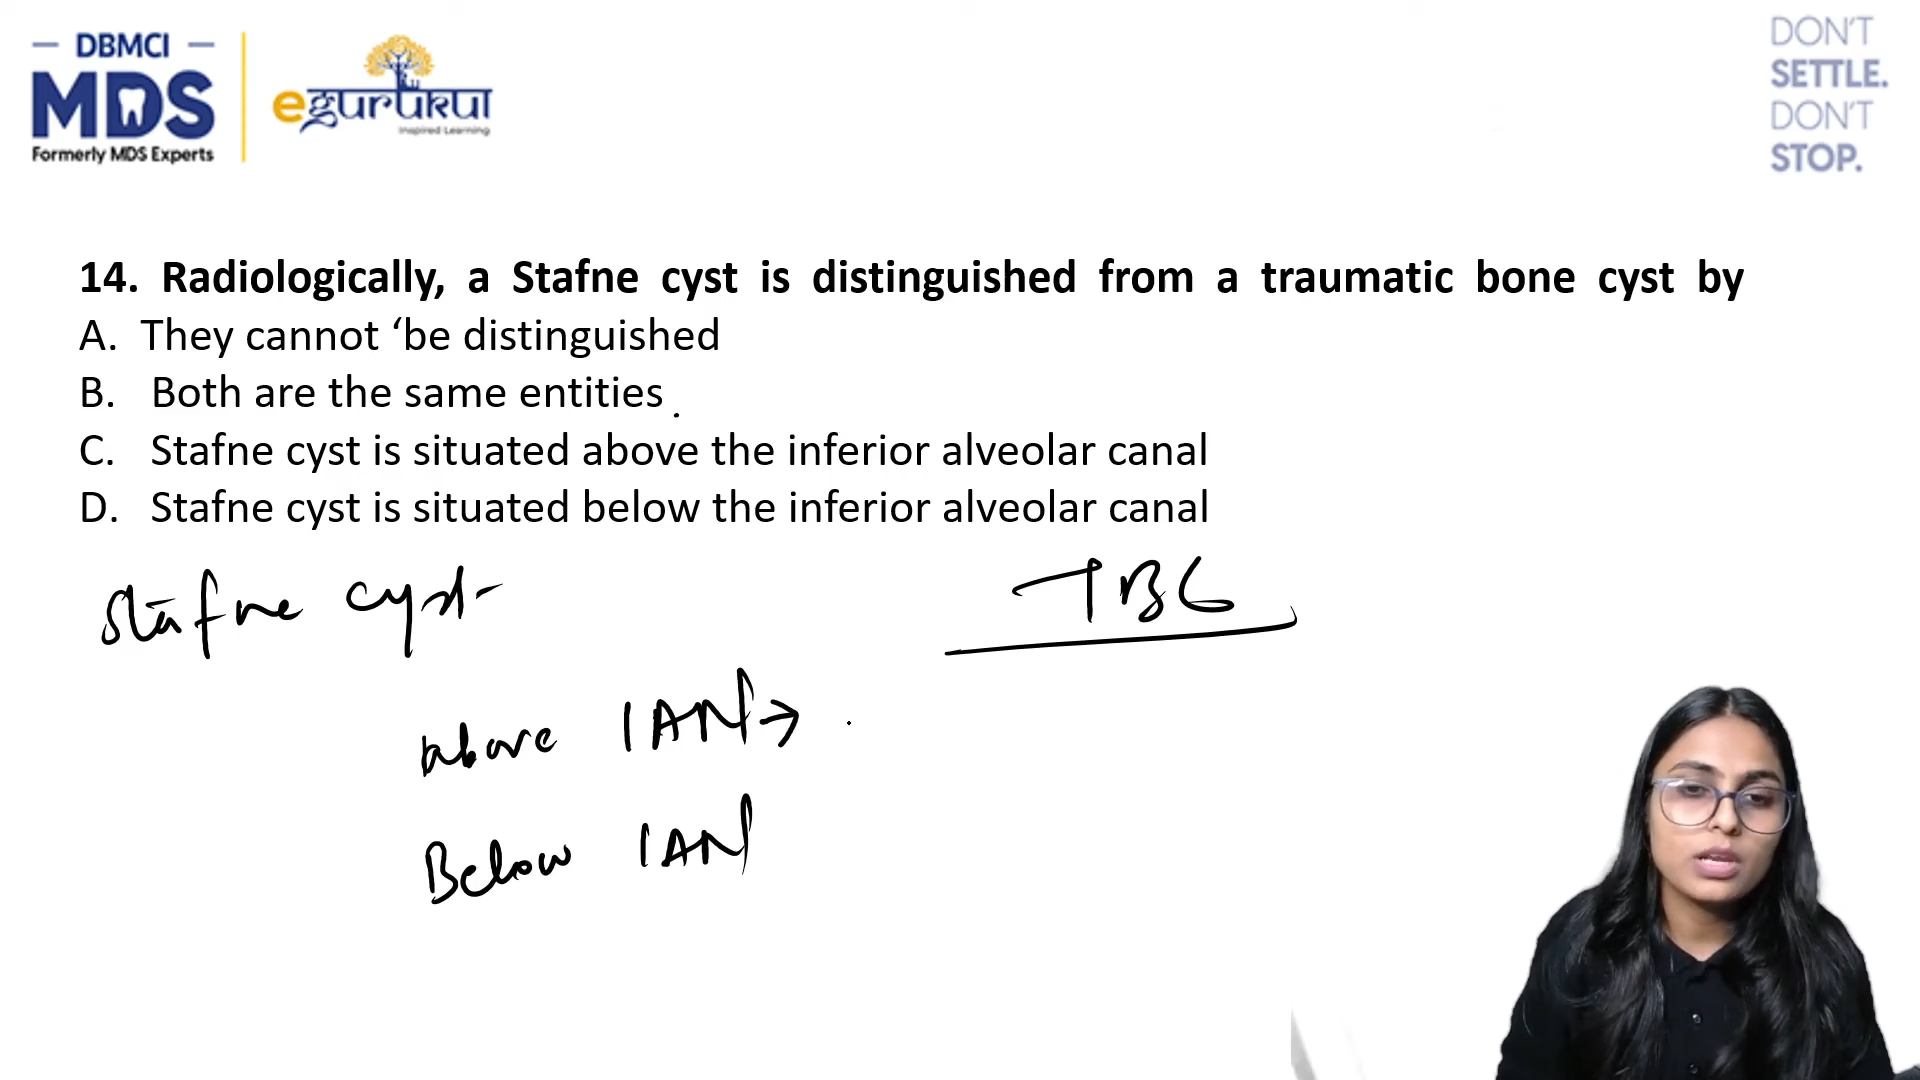 DBMCI
MDS
Formerly MDS Experts
egurukul
Inspired Learning
DON'T
SETTLE.
DON'T
STOP.
14. Radiologically, a Stafne cyst is distinguished from a traumatic bone cyst by
A. They cannot ‘be distinguished
B. Both are the same entities
C. Stafne cyst is situated above the inferior alveolar canal
D. Stafne cyst is situated below the inferior alveolar canal
Stafne cyst
TBC
above IAN →
Below IAN